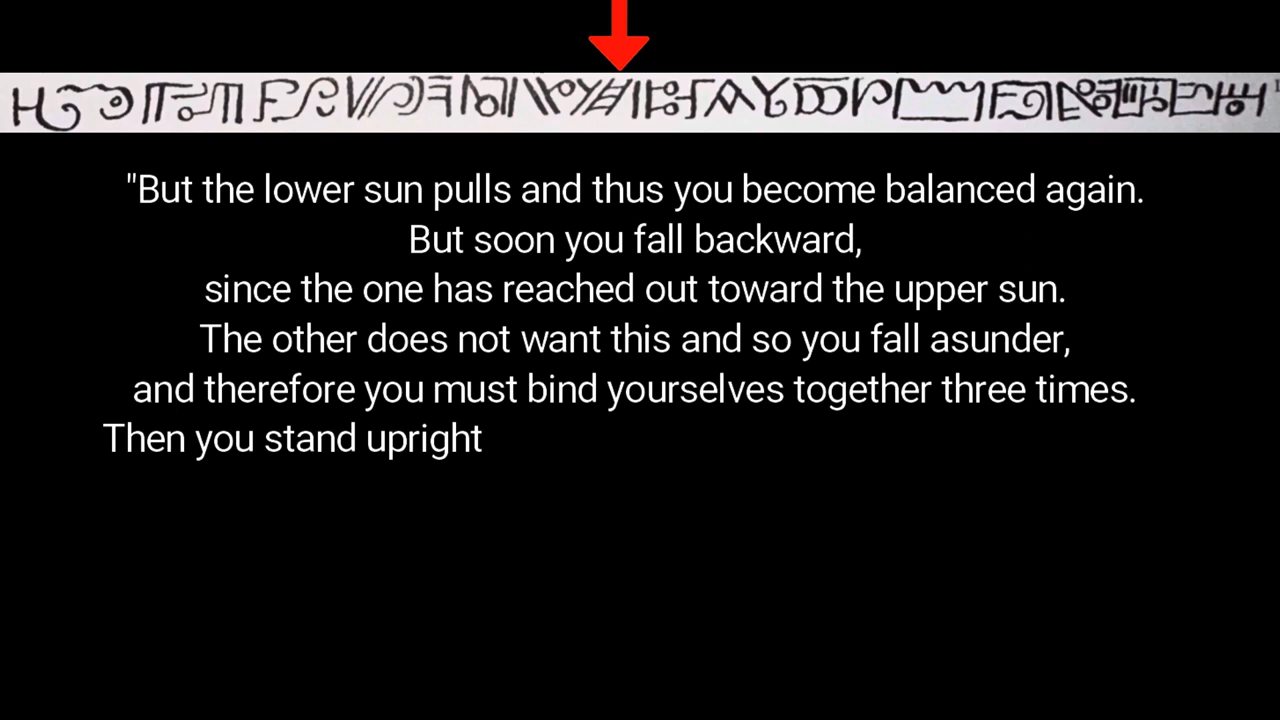 "But the lower sun pulls and thus you become balanced again.
But soon you fall backward,
since the one has reached out toward the upper sun.
The other does not want this and so you fall asunder,
and therefore you must bind yourselves together three times.
Then you stand upright